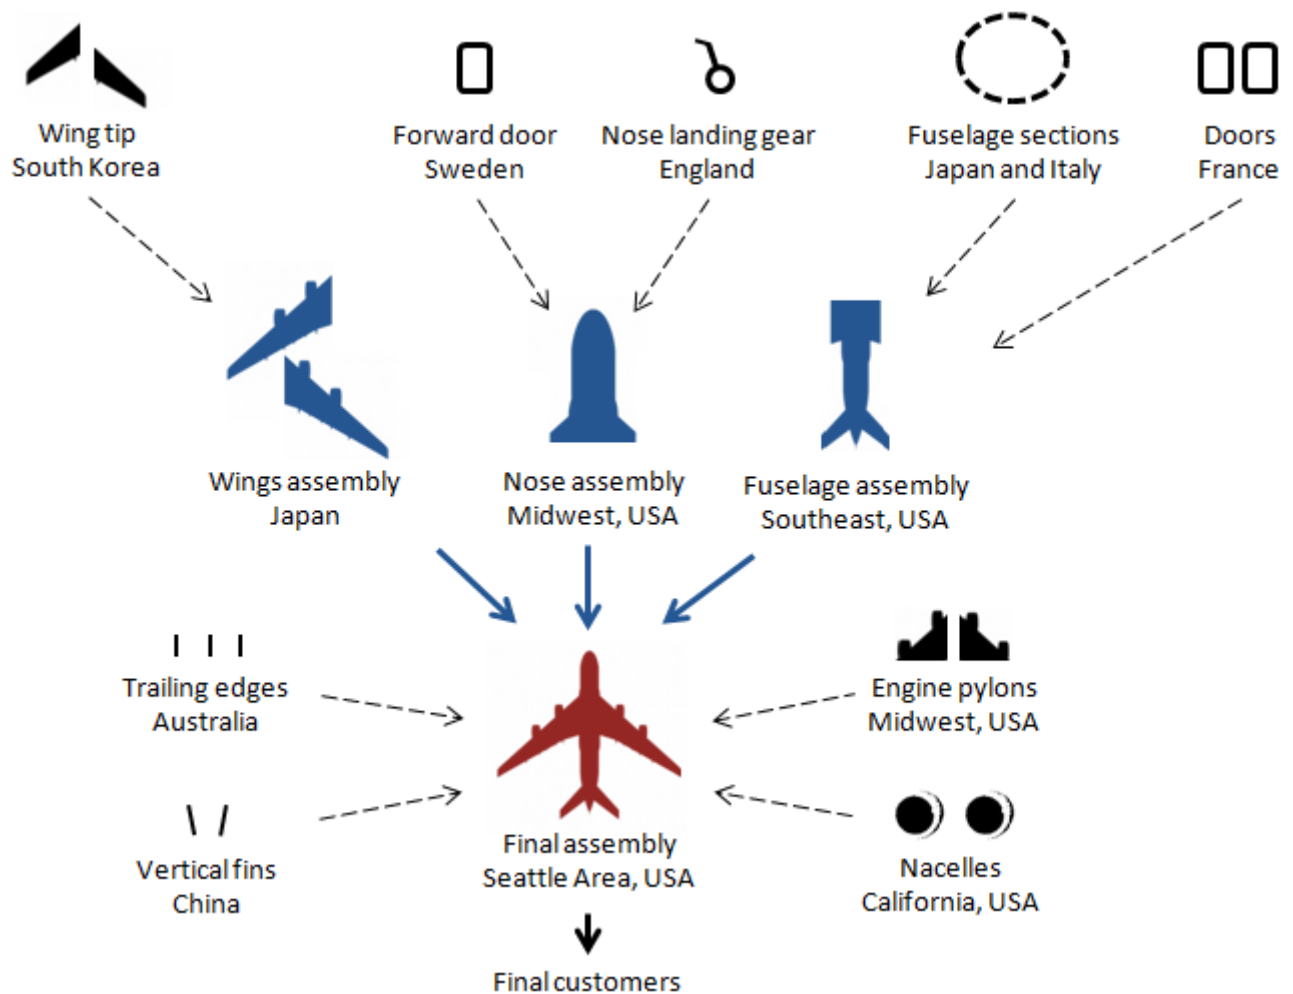 Wing tip
South Korea
Forward door
Sweden
Nose landing gear
England
Fuselage sections
Japan and Italy
Doors
France
Wings assembly
Japan
Nose assembly
Midwest, USA
Fuselage assembly
Southeast, USA
Trailing edges
Australia
Engine pylons
Midwest, USA
Vertical fins
China
Final assembly
Seattle Area, USA
Nacelles
California, USA
Final customers